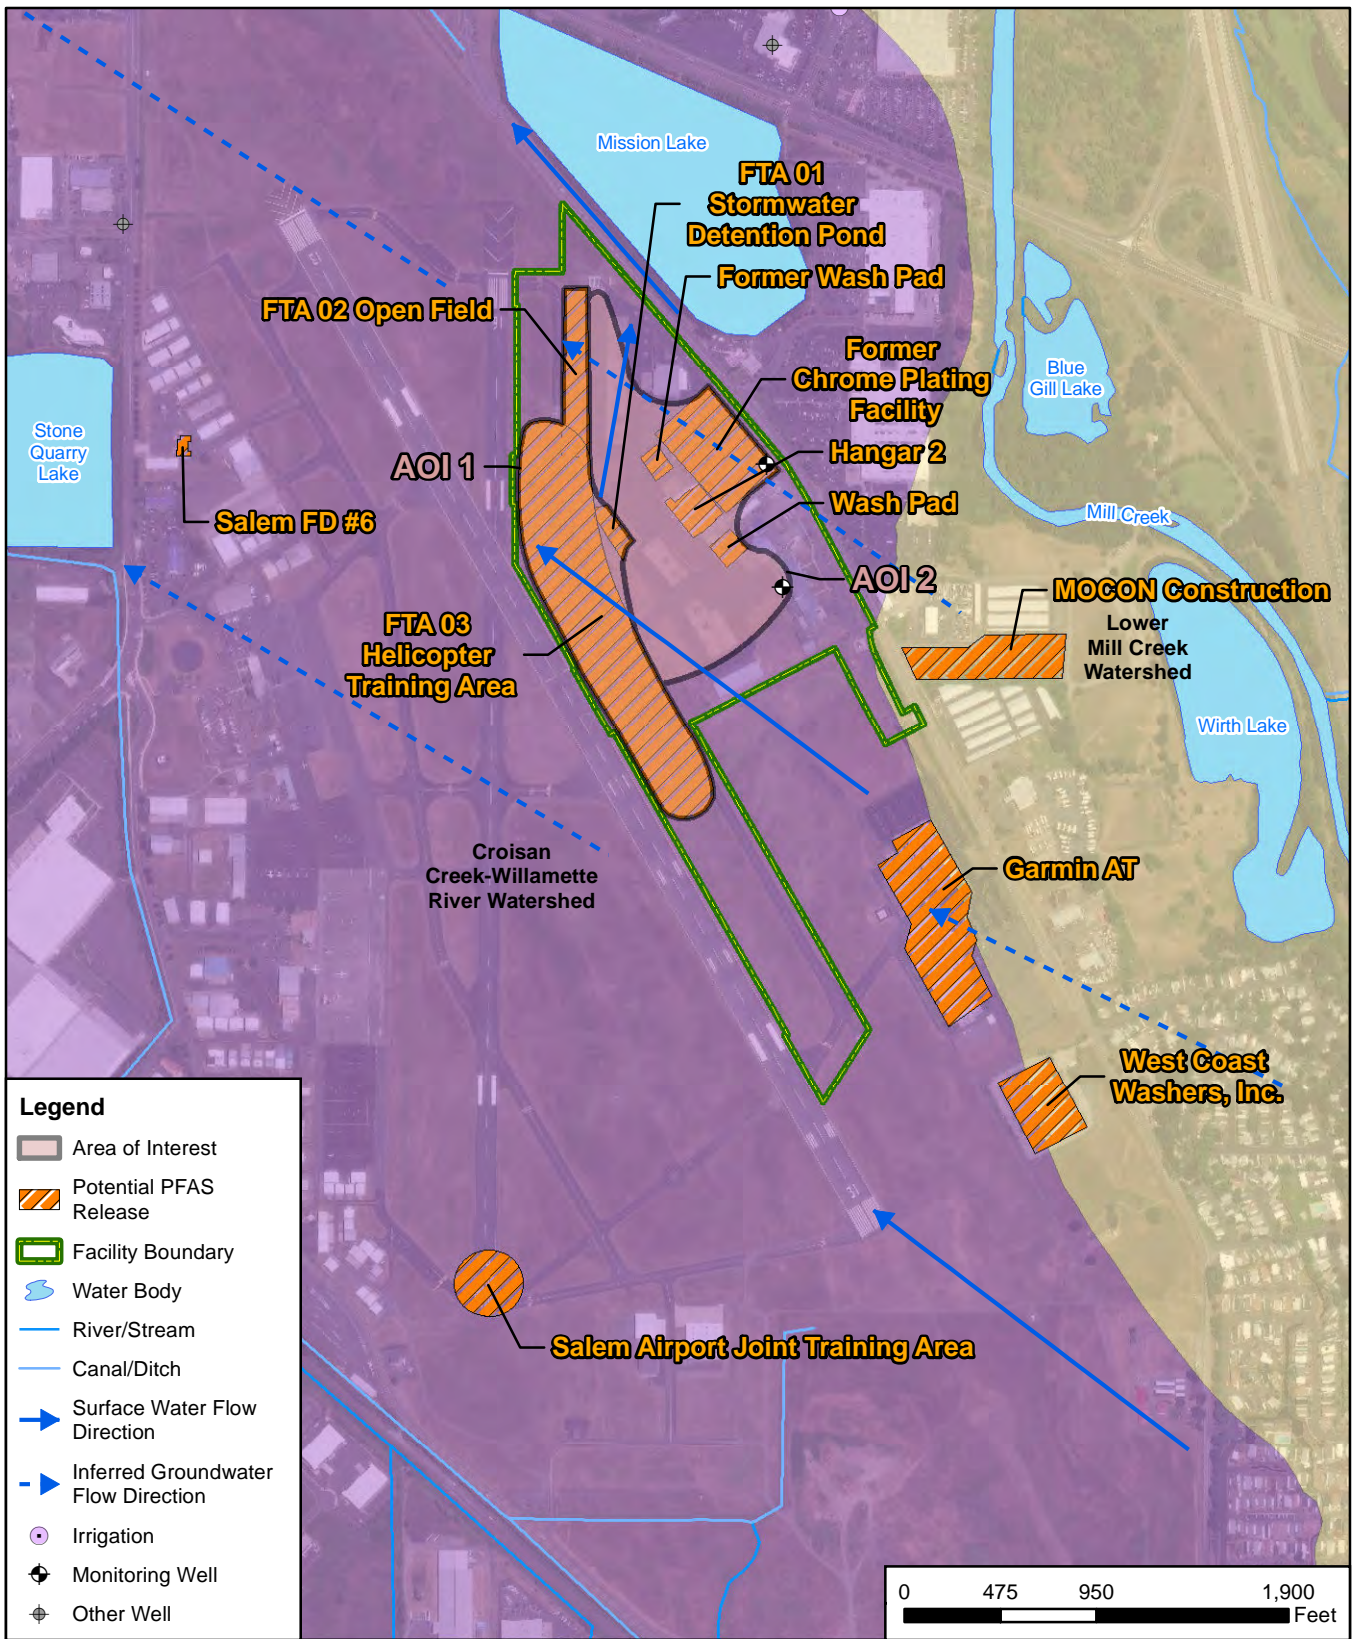 Mission Lake
FTA 01
Stormwater
Detention Pond
Former Wash Pad
FTA 02 Open Field
Former
Chrome Plating
Facility
Blue
Gill Lake
Stone
Quarry
Lake
AOI 1
Hangar 2
Salem FD #6
Wash Pad
Mill Creek
AOI 2
MOCON Construction
FTA 03
Helicopter
Training Area
Lower
Mill Creek
Watershed
Wirth Lake
Croisan
Creek-Willamette
River Watershed
Garmin AT
West Coast
Washers, Inc.
Salem Airport Joint Training Area
Legend
Area of Interest
Potential PFAS
Release
Facility Boundary
Water Body
River/Stream
Canal/Ditch
Surface Water Flow
Direction
Inferred Groundwater
Flow Direction
Irrigation
Monitoring Well
Other Well
0 475 950 1,900
Feet